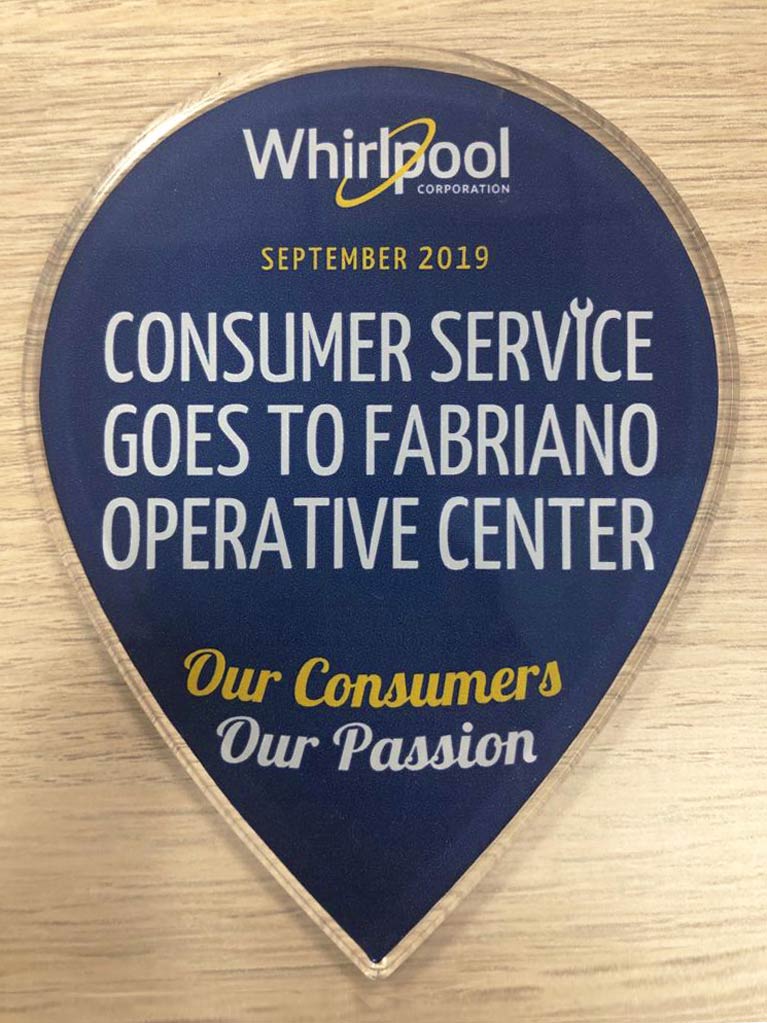 Whirlpool
CORPORATION
SEPTEMBER 2019
CONSUMER SERVICE
GOES TO FABRIANO
OPERATIVE CENTER
Our Consumers
Our Passion